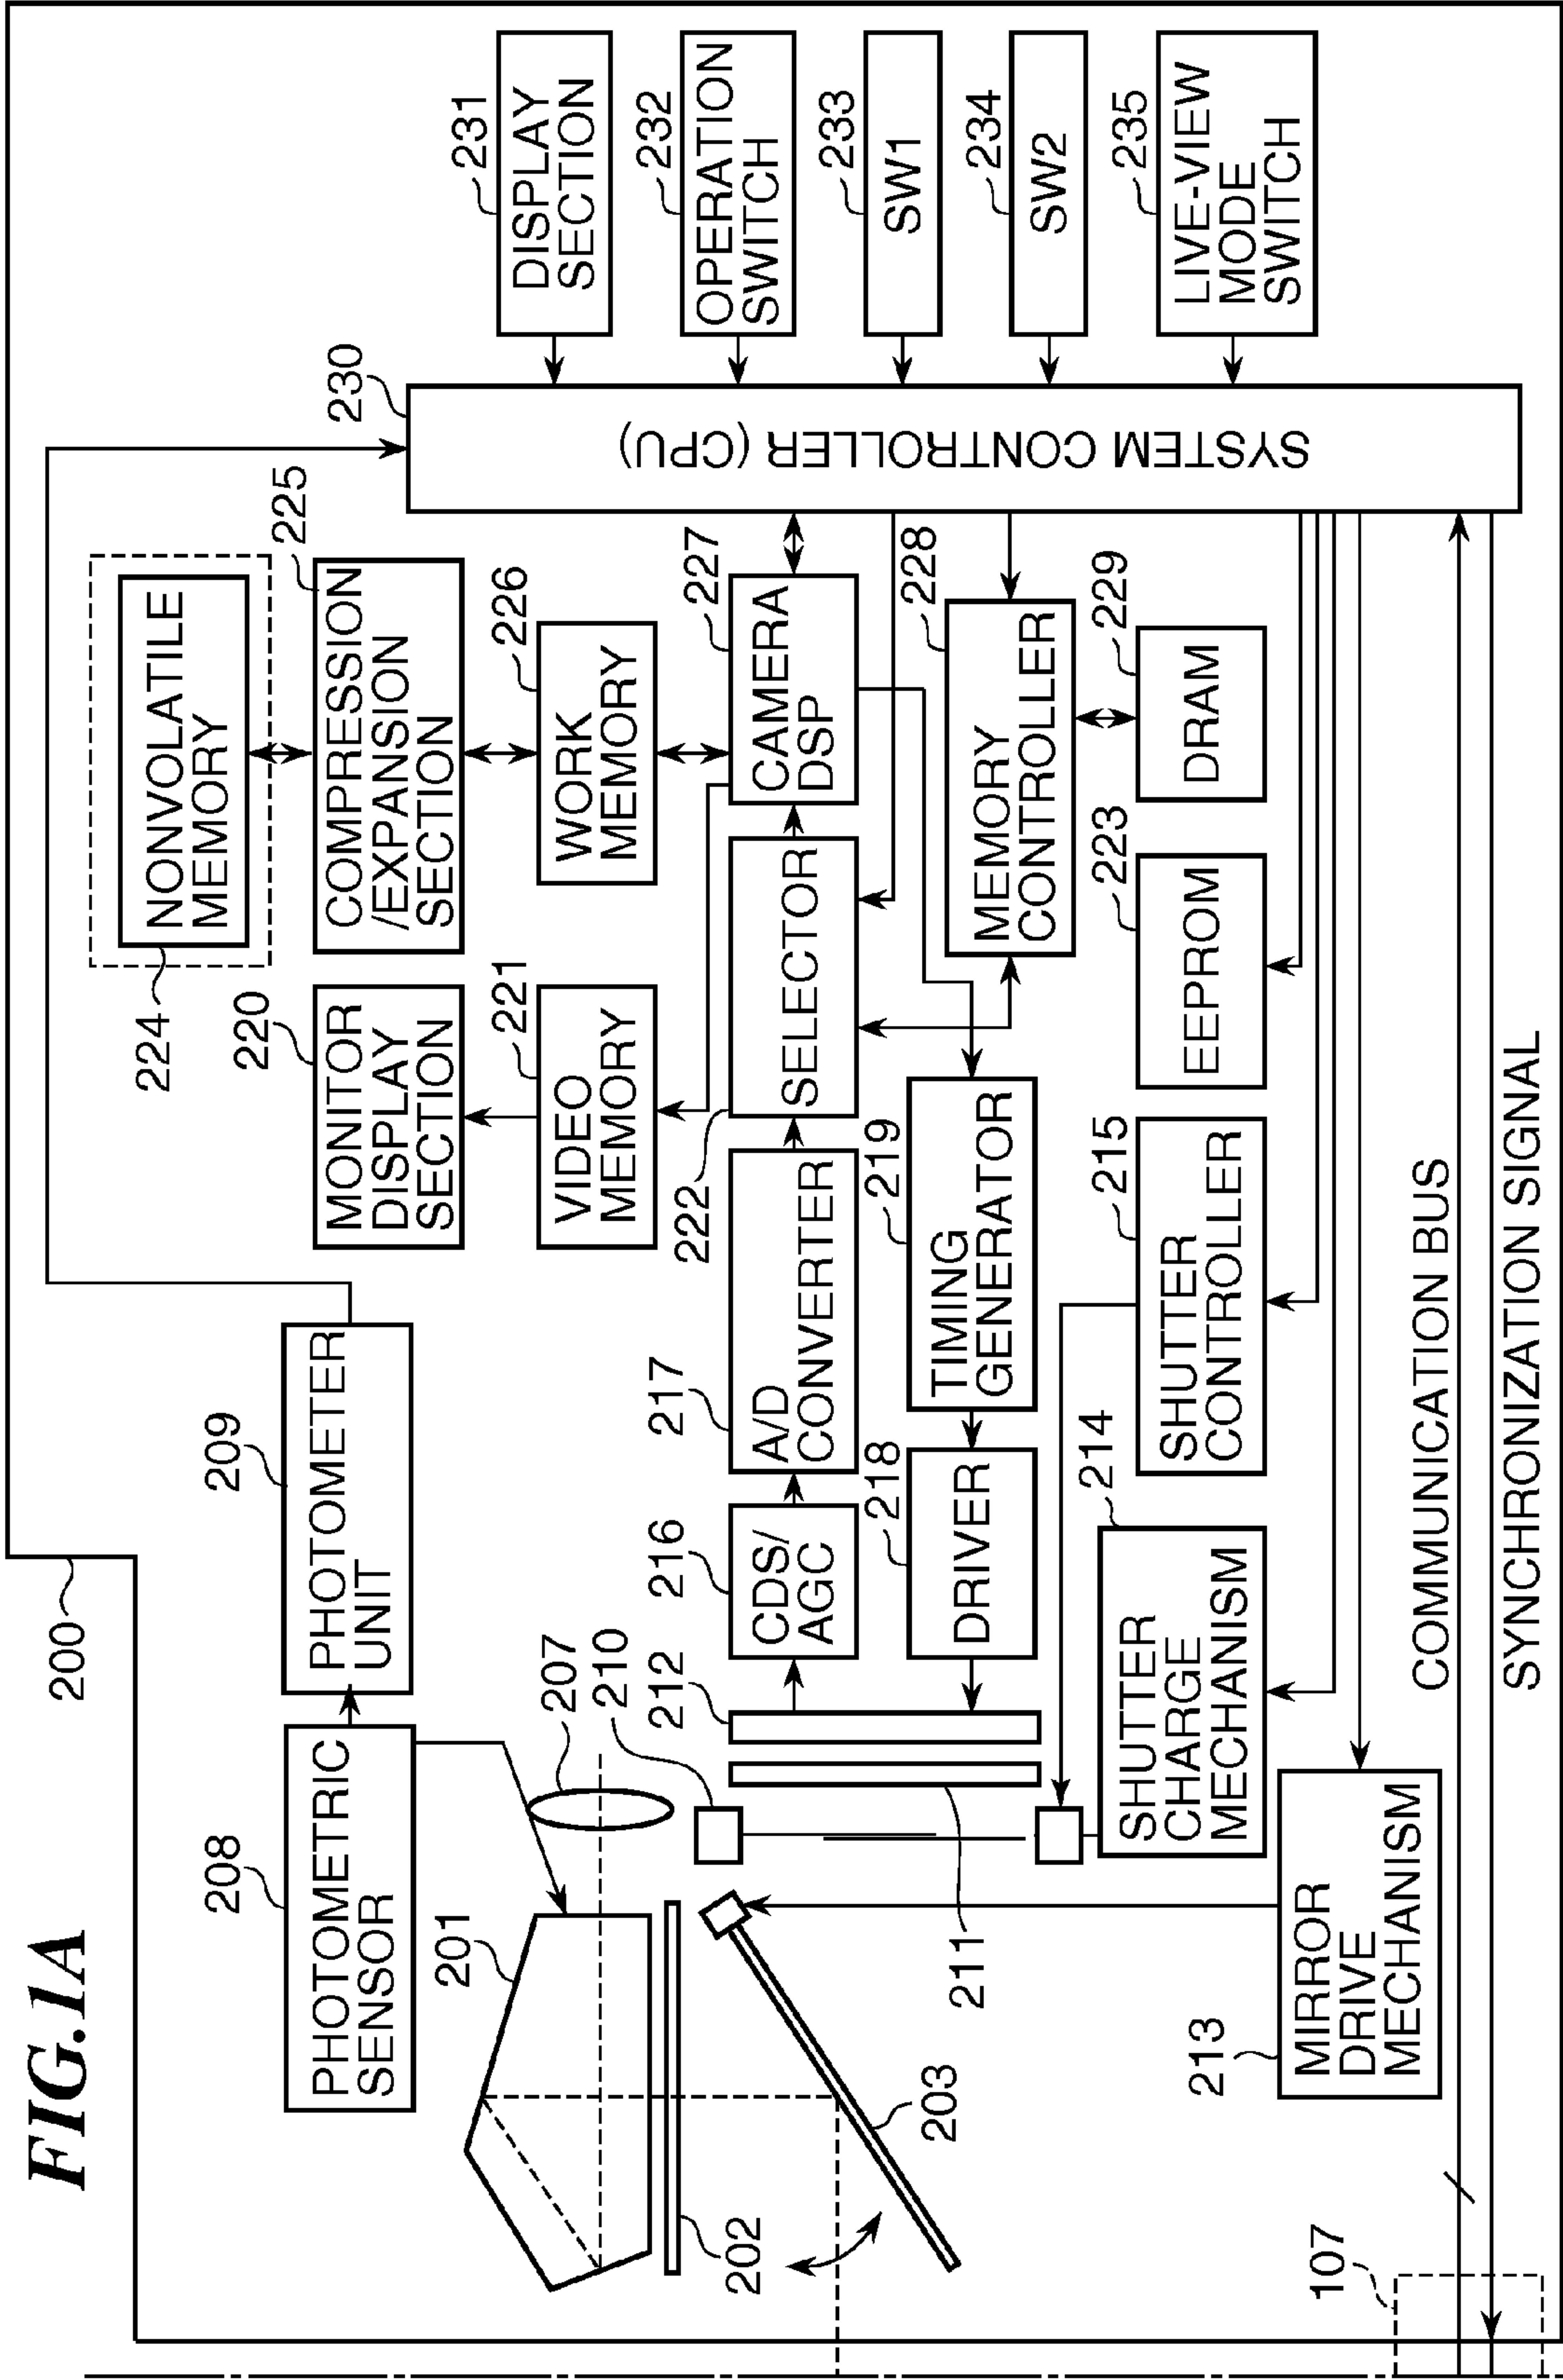 FIG.1A
200
208
PHOTOMETRIC
SENSOR
209
PHOTOMETER
UNIT
224
NONVOLATILE
MEMORY
220
MONITOR
DISPLAY
SECTION
225
COMPRESSION
/EXPANSION
SECTION
230
SYSTEM CONTROLLER (CPU)
231
DISPLAY
SECTION
201
207
210
221
VIDEO
MEMORY
226
WORK
MEMORY
232
OPERATION
SWITCH
202
212
216
CDS/
AGC
217
A/D
CONVERTER
222
SELECTOR
227
CAMERA
DSP
233
SW1
203
211
218
DRIVER
219
TIMING
GENERATOR
228
MEMORY
CONTROLLER
234
SW2
214
SHUTTER
CHARGE
MECHANISM
215
SHUTTER
CONTROLLER
223
EEPROM
229
DRAM
235
LIVE-VIEW
MODE
SWITCH
213
MIRROR
DRIVE
MECHANISM
107
COMMUNICATION BUS
SYNCHRONIZATION SIGNAL